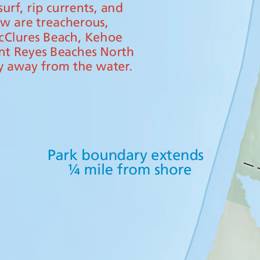 surf, rip currents, and
w are treacherous,
cClures Beach, Kehoe
nt Reyes Beaches North
y away from the water.
Park boundary extends
¼ mile from shore